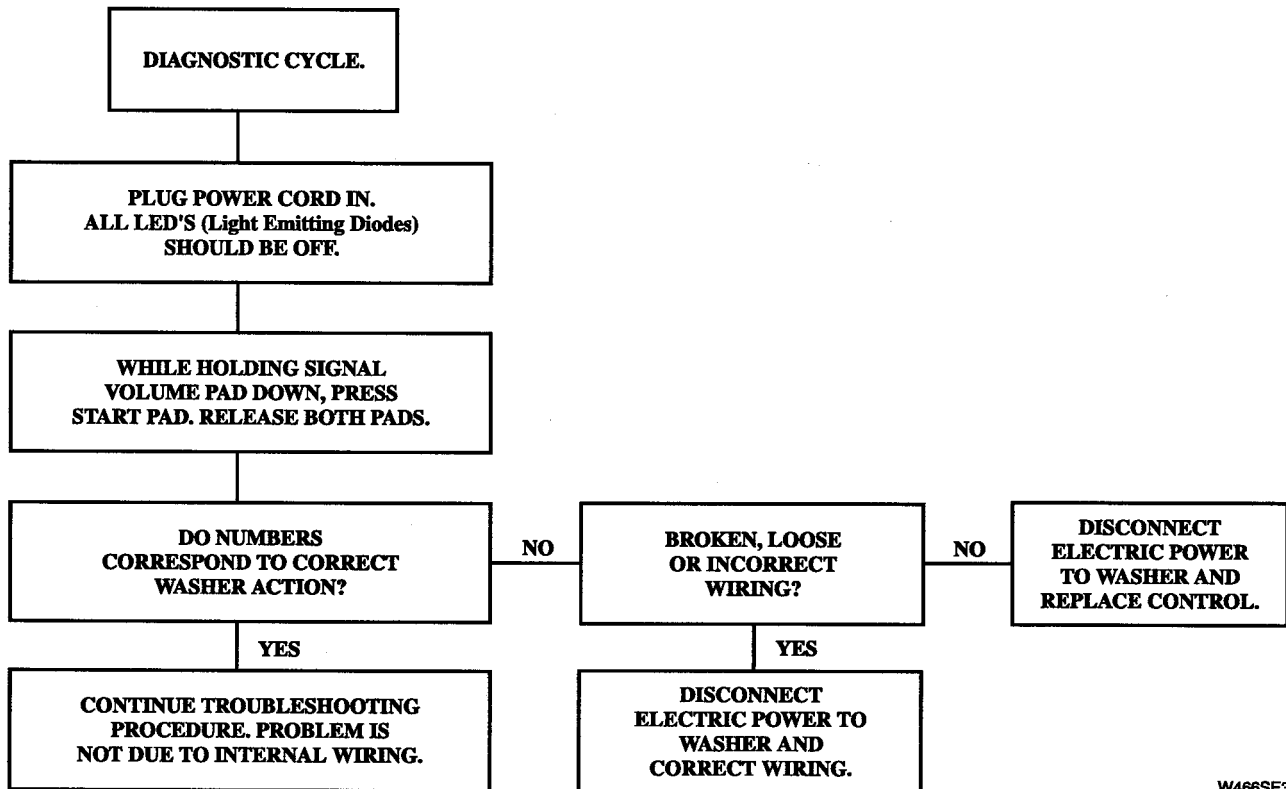 DIAGNOSTIC CYCLE.
PLUG POWER CORD IN.
ALL LED'S (Light Emitting Diodes)
SHOULD BE OFF.
WHILE HOLDING SIGNAL
VOLUME PAD DOWN, PRESS
START PAD. RELEASE BOTH PADS.
DO NUMBERS
CORRESPOND TO CORRECT
WASHER ACTION?
NO
BROKEN, LOOSE
OR INCORRECT
WIRING?
NO
DISCONNECT
ELECTRIC POWER
TO WASHER AND
REPLACE CONTROL.
YES
CONTINUE TROUBLESHOOTING
PROCEDURE. PROBLEM IS
NOT DUE TO INTERNAL WIRING.
YES
DISCONNECT
ELECTRIC POWER TO
WASHER AND
CORRECT WIRING.